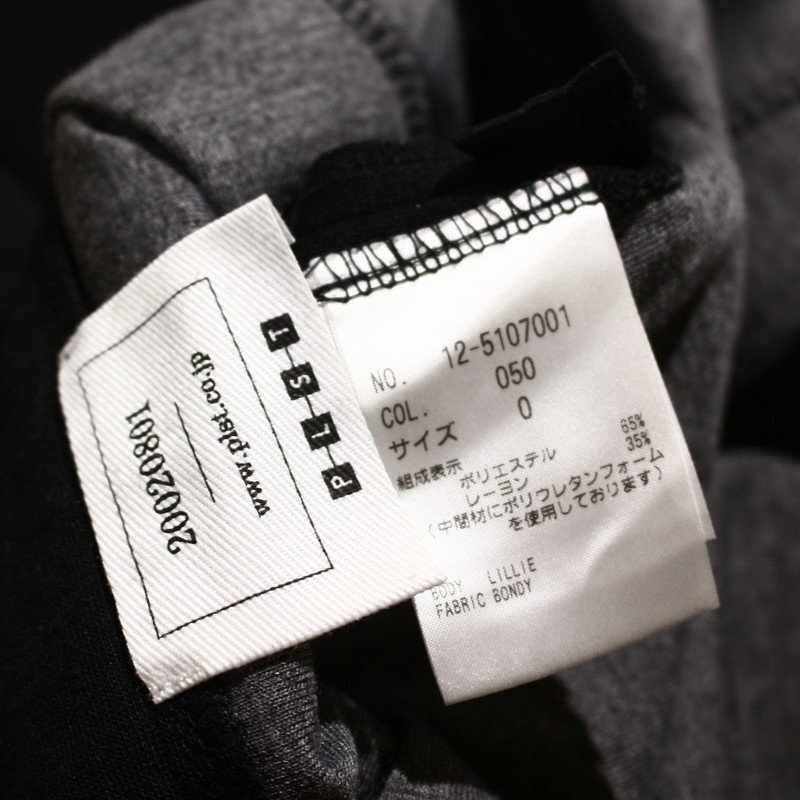 PLST
www.plst.co.jp
20020801
NO. 12-5107001
COL. 050
サイズ 0
組成表示
ポリエステル 65%
レーヨン 35%
(中間材にポリウレタンフォーム
を使用しております)
BODY LILLIE
FABRIC BONDY